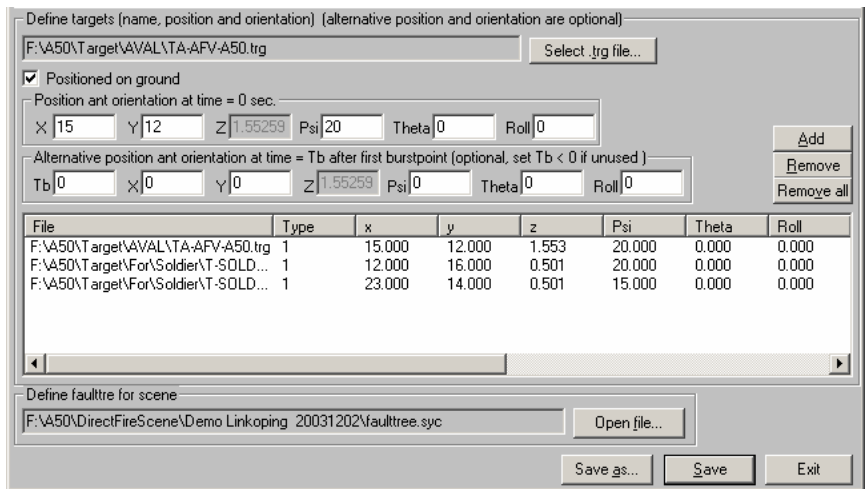 Define targets (name, position and orientation) (alternative position and orientation are optional)
F:\A50\Target\AVAL\TA-AFV-A50.trg
Select .trg file...
Positioned on ground
Position ant orientation at time = 0 sec.
X 15 Y 12 Z 1.55259 Psi 20 Theta 0 Roll 0
Add
Alternative position ant orientation at time = Tb after first burstpoint (optional, set Tb < 0 if unused )
Remove
Tb 0 X 0 Y 0 Z 1.55259 Psi 0 Theta 0 Roll 0
Remove all
File Type x y z Psi Theta Roll
F:\A50\Target\AVAL\TA-AFV-A50.trg 1 15.000 12.000 1.553 20.000 0.000 0.000
F:\A50\Target\For\Soldier\T-SOLD... 1 12.000 16.000 0.501 20.000 0.000 0.000
F:\A50\Target\For\Soldier\T-SOLD... 1 23.000 14.000 0.501 15.000 0.000 0.000
Define faulttre for scene
F:\A50\DirectFireScene\Demo Linkoping 20031202\faulttree.syc
Open file...
Save as... Save Exit